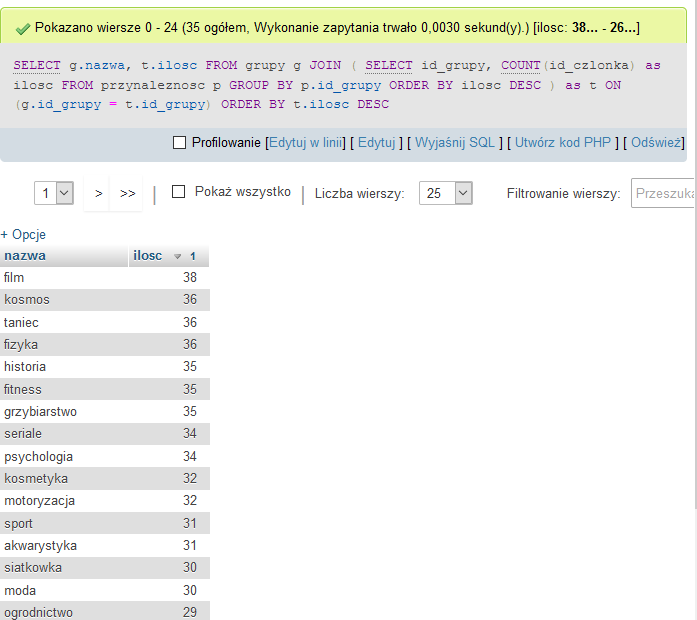 Pokazano wiersze 0 - 24 (35 ogółem, Wykonanie zapytania trwało 0,0030 sekund(y).) [ilosc: 38... - 26...]
SELECT g.nazwa, t.ilosc FROM grupy g JOIN ( SELECT id_grupy, COUNT(id_czlonka) as
ilosc FROM przynaleznosc p GROUP BY p.id_grupy ORDER BY ilosc DESC ) as t ON
(g.id_grupy = t.id_grupy) ORDER BY t.ilosc DESC
Profilowanie [Edytuj w linii] [ Edytuj ] [ Wyjaśnij SQL ] [ Utwórz kod PHP ] [ Odśwież]
1 > >> | Pokaż wszystko | Liczba wierszy: 25 Filtrowanie wierszy: Przeszuka
+ Opcje
nazwa ilosc 1
film 38
kosmos 36
taniec 36
fizyka 36
historia 35
fitness 35
grzybiarstwo 35
seriale 34
psychologia 34
kosmetyka 32
motoryzacja 32
sport 31
akwarystyka 31
siatkowka 30
moda 30
ogrodnictwo 29